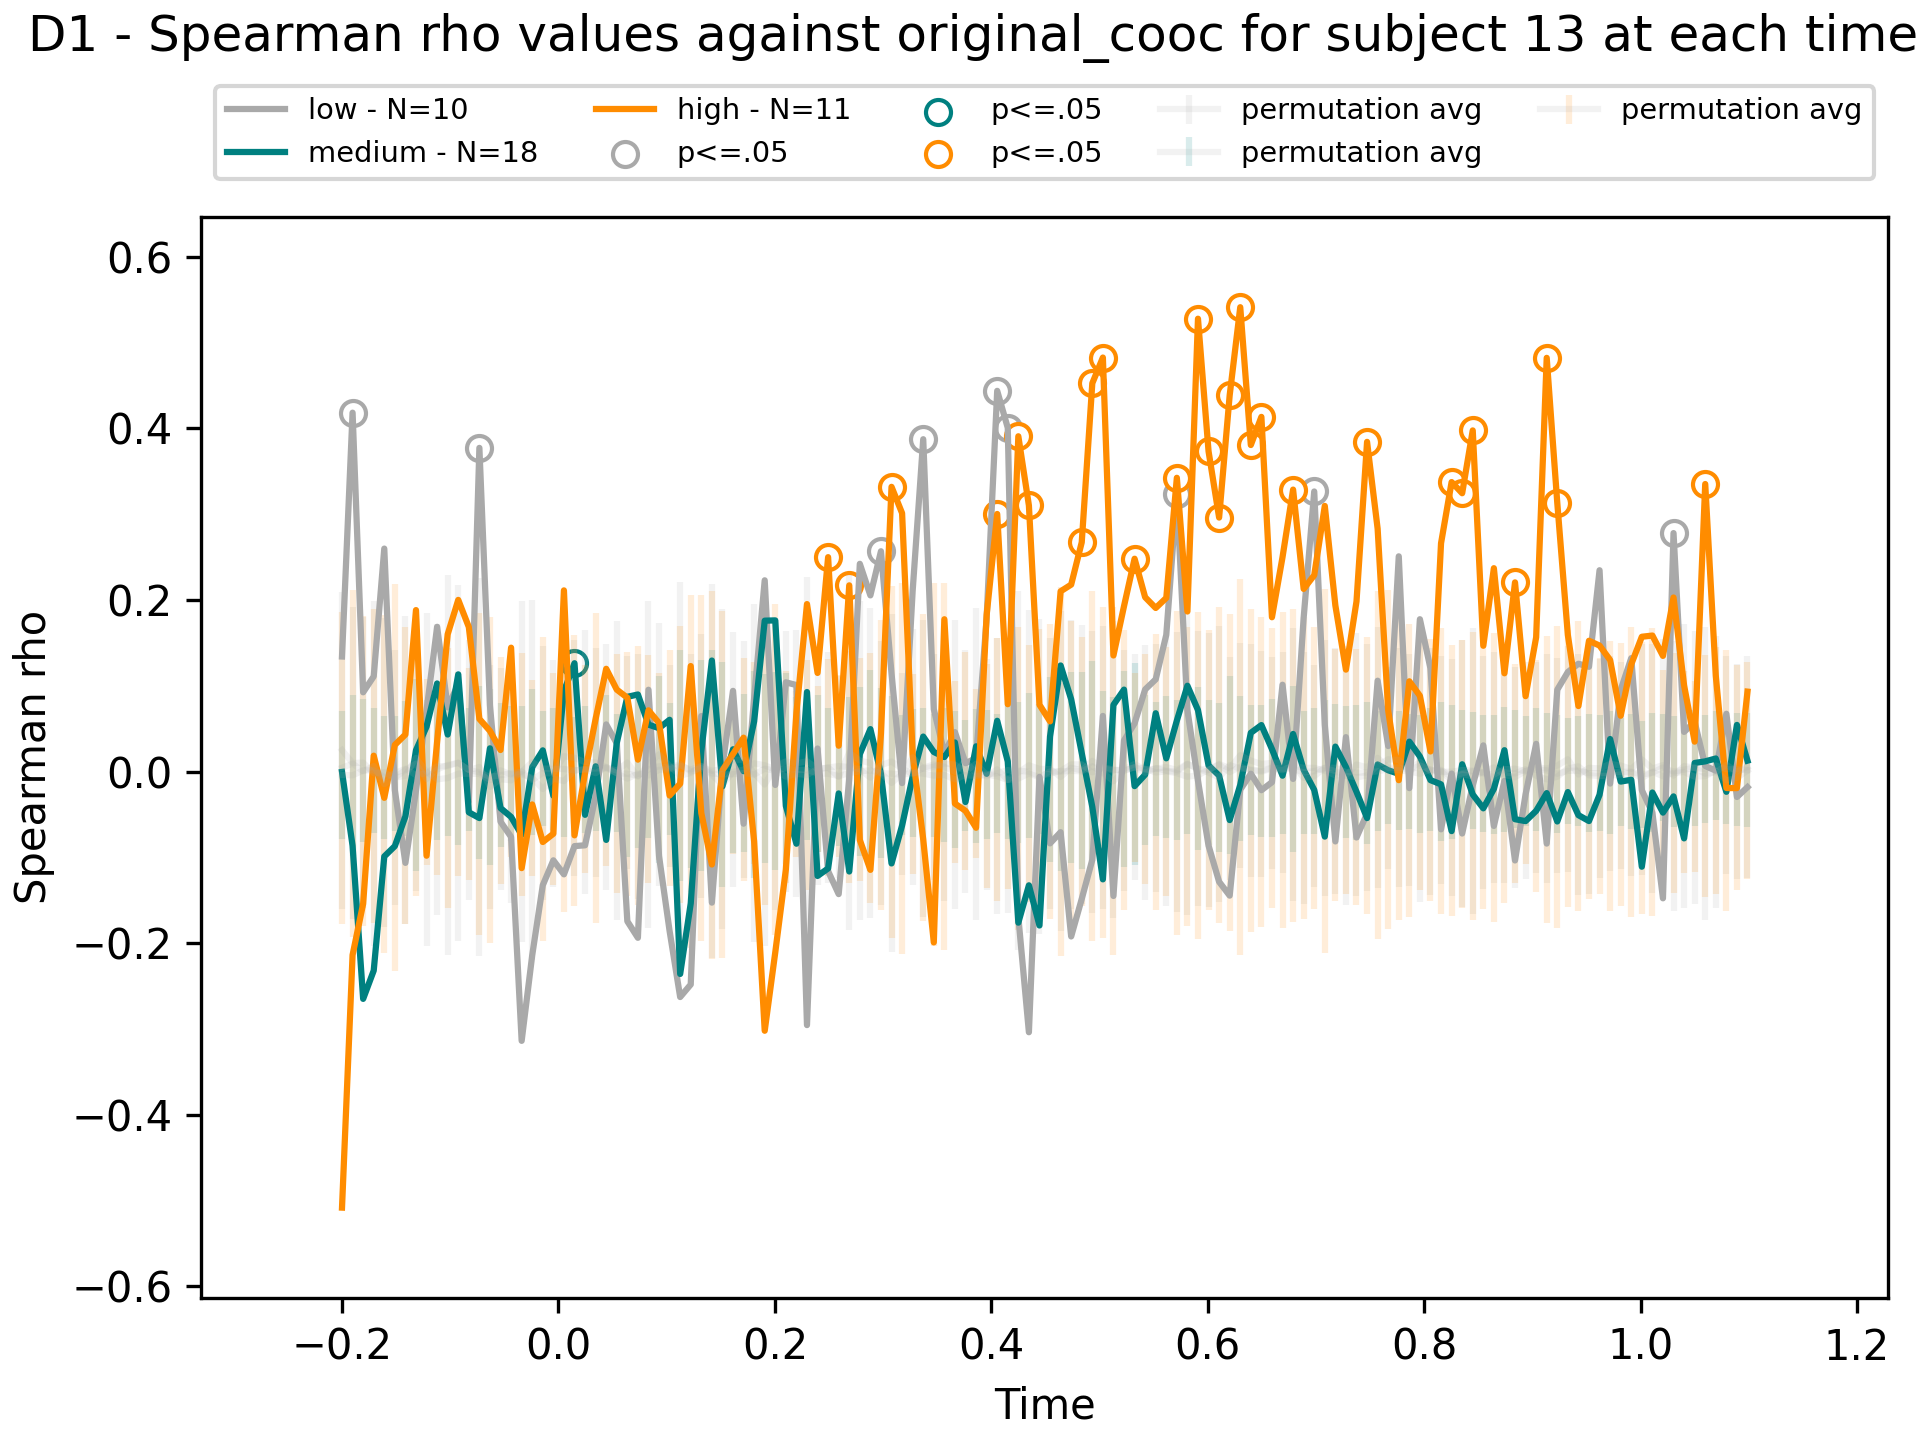 D1 - Spearman rho values against original_cooc for subject 13 at each time
low - N=10
medium - N=18
high - N=11
p<=.05
p<=.05
p<=.05
permutation avg
permutation avg
permutation avg
Spearman rho
0.6
0.4
0.2
0.0
−0.2
−0.4
−0.6
−0.2 0.0 0.2 0.4 0.6 0.8 1.0 1.2
Time